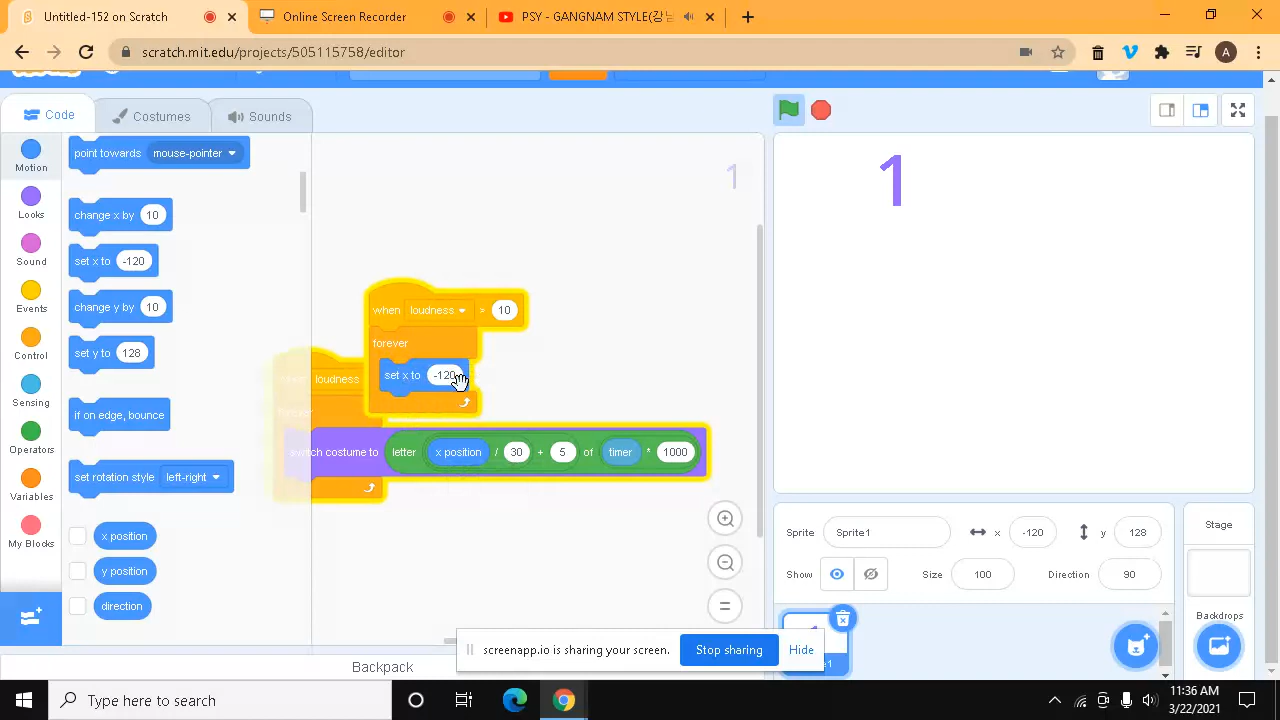 Untitled-152 on Scratch
Online Screen Recorder
PSY - GANGNAM STYLE(강남
scratch.mit.edu/projects/505115758/editor
A
Code
Costumes
Sounds
Motion
Looks
Sound
Events
Control
Sensing
Operators
Variables
My Blocks
point towards mouse-pointer
change x by 10
set x to -120
change y by 10
set y to 128
if on edge, bounce
set rotation style left-right
x position
y position
direction
when loudness > 10
forever
set x to -120
loudness
switch costume to letter x position / 30 + 5 of timer * 1000
1
1
Sprite Sprite1 x -120 y 128
Show Size 100 Direction 90
Stage
Backdrops
Backpack
screenapp.io is sharing your screen. Stop sharing Hide
Type here to search
11:36 AM
3/22/2021